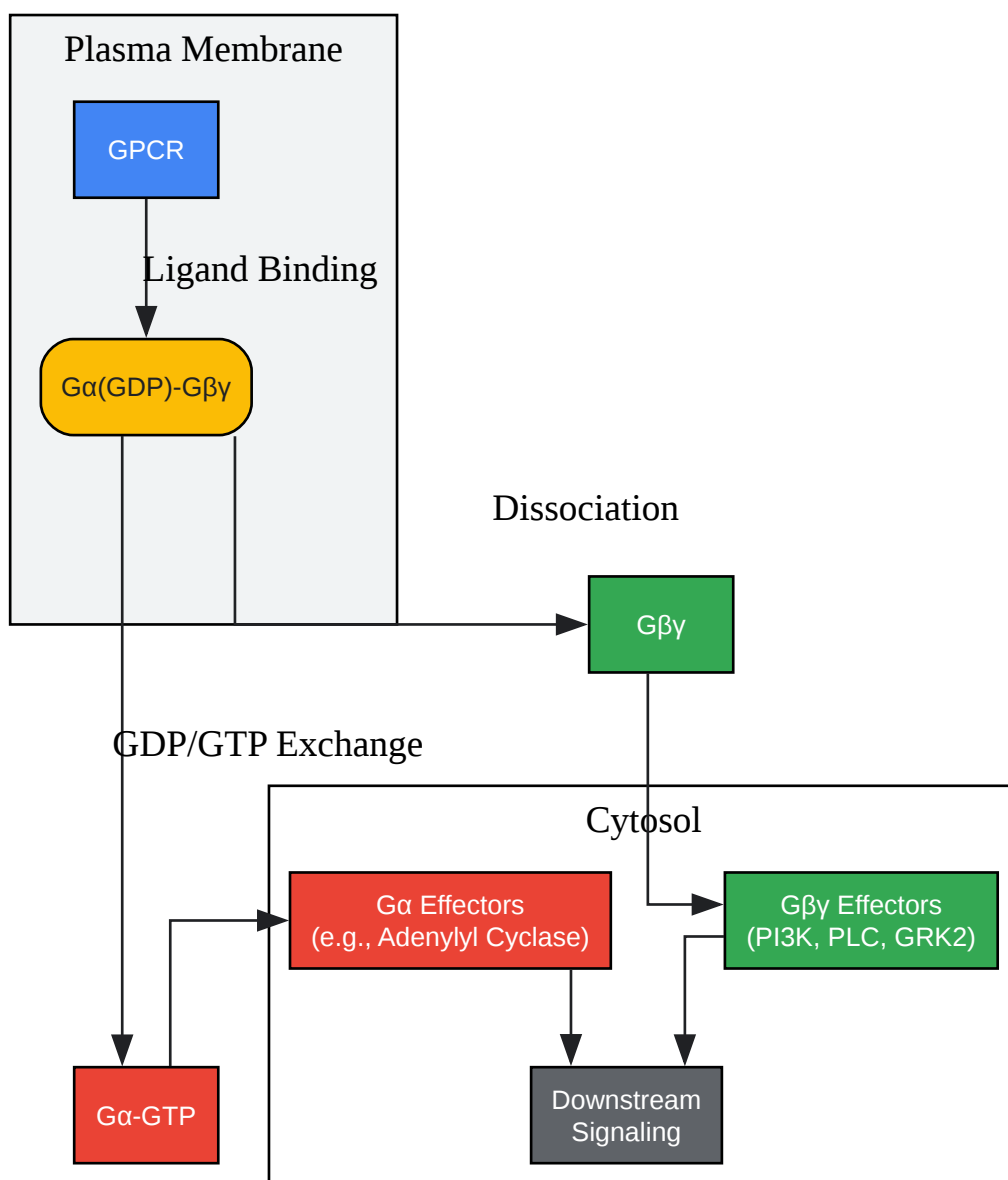 Plasma Membrane
GPCR
Ligand Binding
Gα(GDP)-Gβγ
Dissociation
Gβγ
GDP/GTP Exchange
Cytosol
Gα Effectors
(e.g., Adenylyl Cyclase)
Gβγ Effectors
(PI3K, PLC, GRK2)
Gα-GTP
Downstream
Signaling